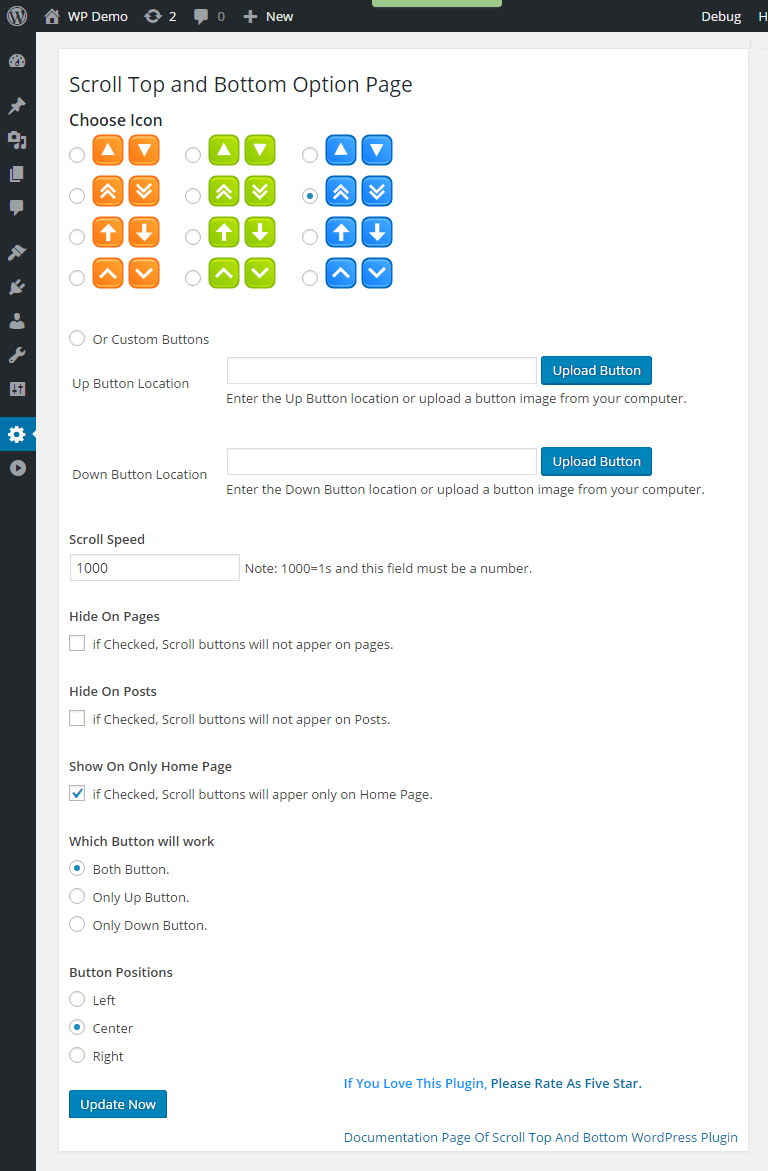 WP Demo 2 0 New Debug H
Scroll Top and Bottom Option Page
Choose Icon
Or Custom Buttons
Up Button Location Upload Button
Enter the Up Button location or upload a button image from your computer.
Down Button Location Upload Button
Enter the Down Button location or upload a button image from your computer.
Scroll Speed
1000 Note: 1000=1s and this field must be a number.
Hide On Pages
if Checked, Scroll buttons will not apper on pages.
Hide On Posts
if Checked, Scroll buttons will not apper on Posts.
Show On Only Home Page
if Checked, Scroll buttons will apper only on Home Page.
Which Button will work
Both Button.
Only Up Button.
Only Down Button.
Button Positions
Left
Center
Right
If You Love This Plugin, Please Rate As Five Star.
Update Now
Documentation Page Of Scroll Top And Bottom WordPress Plugin